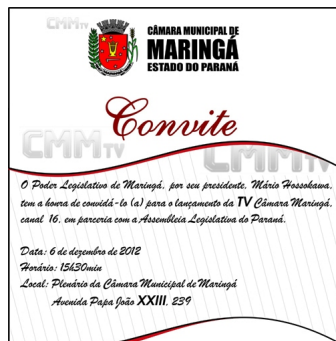 CMMTV
CÂMARA MUNICIPAL DE
MARINGÁ
ESTADO DO PARANÁ
Convite
CMMTV CMMTV
O Poder Legislativo de Maringá, por seu presidente, Mário Hossokawa,
tem a honra de convidá-lo (a) para o lançamento da TV Câmara Maringá,
canal 16, em parceria com a Assembleia Legislativa do Paraná.
Data: 6 de dezembro de 2012
Horário: 15h30min
Local: Plenário da Câmara Municipal de Maringá
Avenida Papa João XXIII, 239